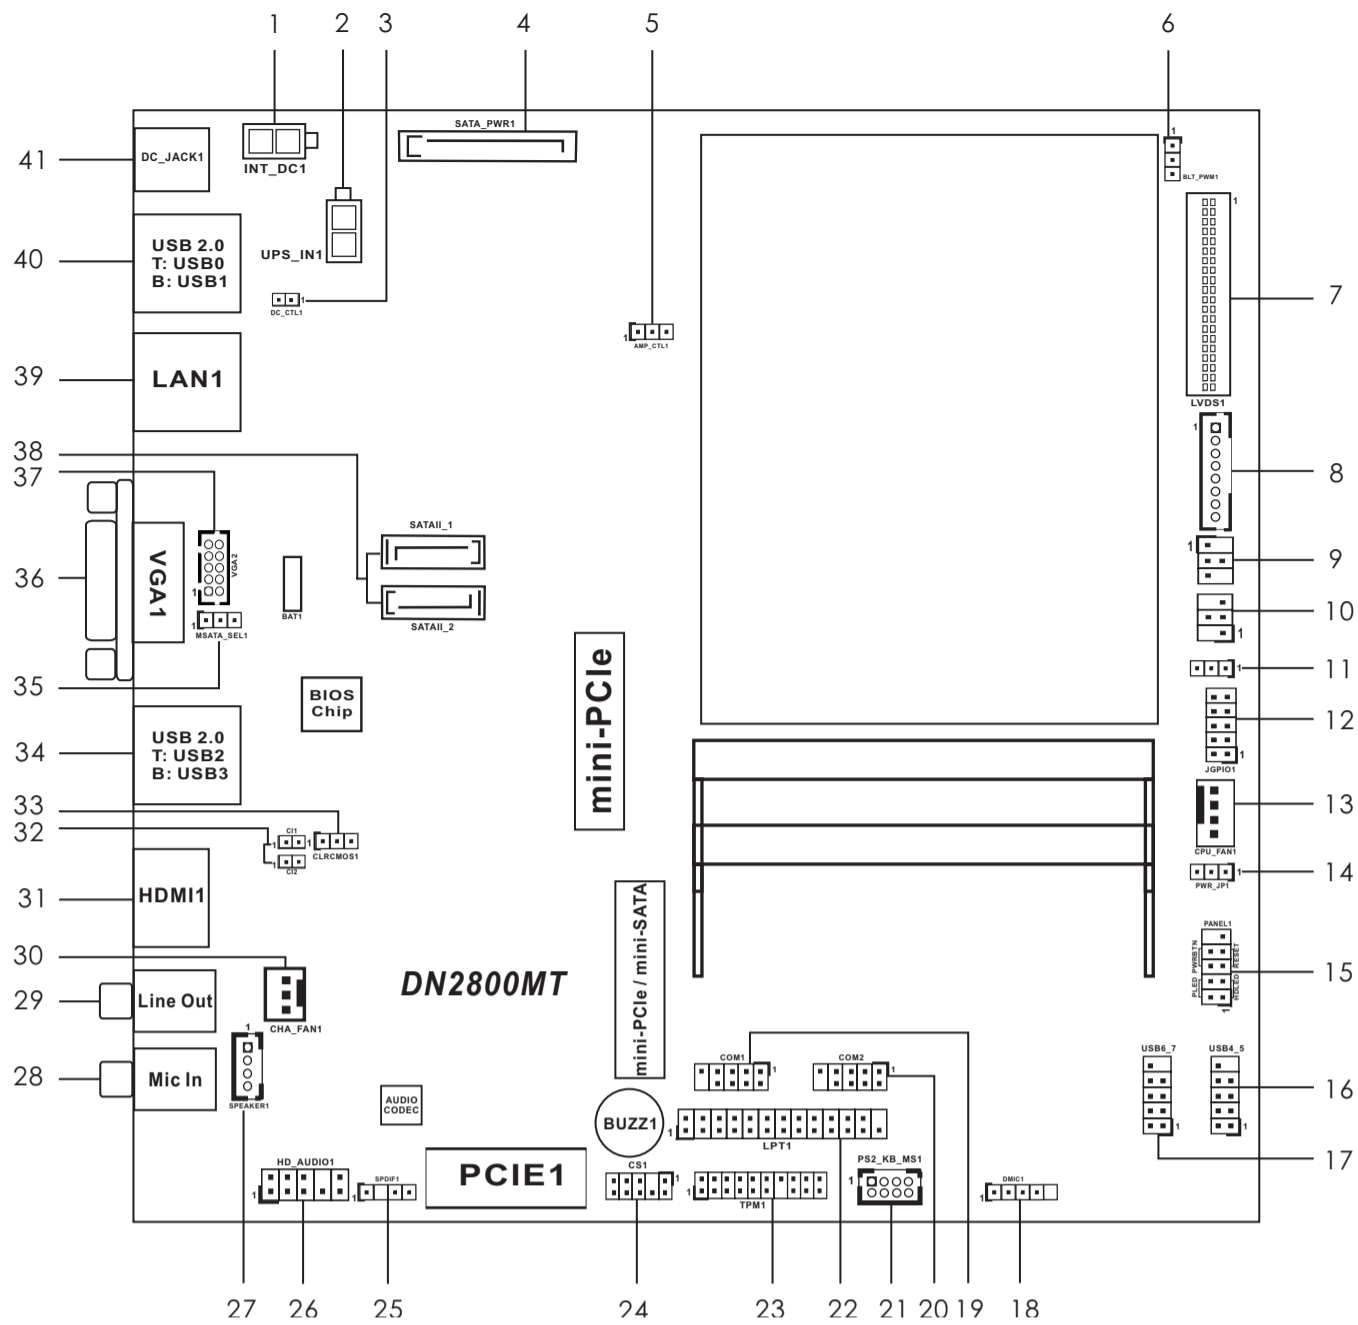 1 2 3 4 5 6
SATA_PWR1
DC_JACK1
INT_DC1
41
1
BLT_PWM1
USB 2.0
T: USB0
B: USB1
40
UPS_IN1
1
DC_CTL1
1
7
1
AMP_CTL1
LAN1
39
LVDS1
38
37
1
8
SATAII_1
VGA1
36
VGA2
1
BAT1
1
9
SATAII_2
1
MSATA_SEL1
10
1
35
mini-PCIe
1
11
BIOS
Chip
USB 2.0
T: USB2
B: USB3
34
12
1
JGPIO1
33
32
13
CI1
1
1
CLRCMOS1
1
CI2
CPU_FAN1
HDMI1
31
1
14
PWR_JP1
mini-PCIe / mini-SATA
30
PANEL1
PLED PWRBTN
HDLED RESET
15
1
DN2800MT
Line Out
29
CHA_FAN1
1
Mic In
28
SPEAKER1
AUDIO
CODEC
COM1
1
COM2
1
USB6_7
1
USB4_5
1
16
BUZZ1
1
LPT1
17
HD_AUDIO1
1
SPDIF1
1
PCIE1
CS1
1
1
TPM1
PS2_KB_MS1
1
DMIC1
1
27 26 25 24 23 22 21 20 19 18